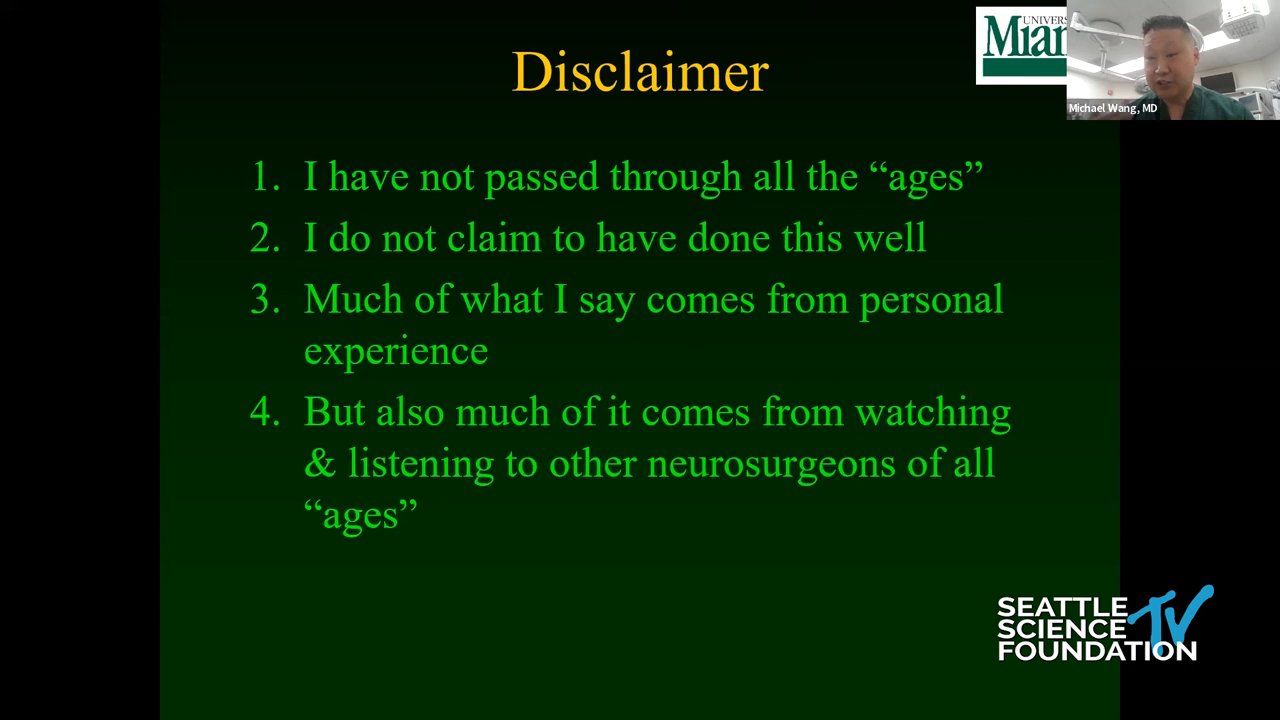 Disclaimer
UNIVERS
Miar
Michael Wang, MD
1. I have not passed through all the “ages”
2. I do not claim to have done this well
3. Much of what I say comes from personal
experience
4. But also much of it comes from watching
& listening to other neurosurgeons of all
“ages”
SEATTLE
SCIENCE
FOUNDATION
TV